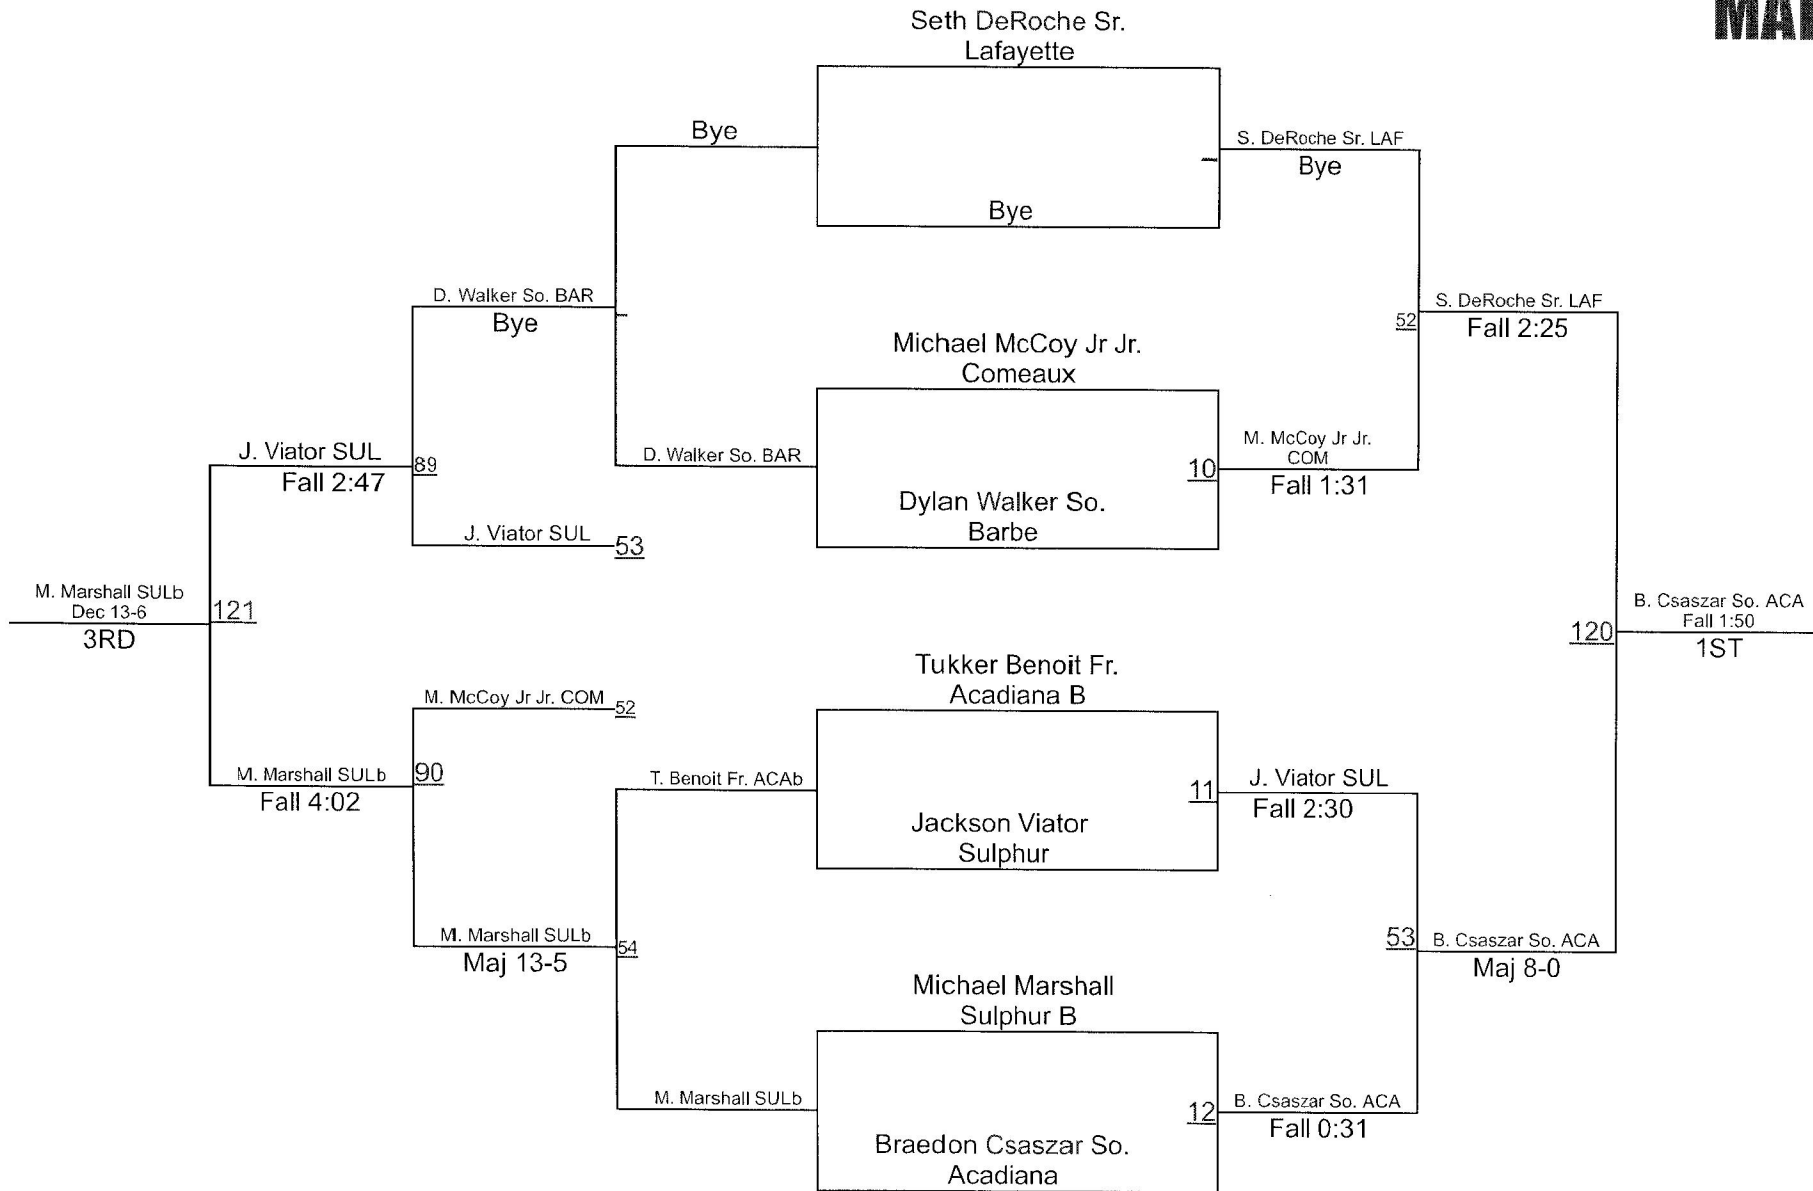 Seth DeRoche Sr.
Lafayette
Bye
S. DeRoche Sr. LAF
Bye
Bye
D. Walker So. BAR
Bye
S. DeRoche Sr. LAF
52
Fall 2:25
Michael McCoy Jr Jr.
Comeaux
J. Viator SUL
89
Fall 2:47
D. Walker So. BAR
M. McCoy Jr Jr.
COM
10
Fall 1:31
Dylan Walker So.
Barbe
J. Viator SUL
53
M. Marshall SULb
Dec 13-6
121
3RD
B. Csaszar So. ACA
Fall 1:50
120
1ST
Tukker Benoit Fr.
Acadiana B
M. McCoy Jr Jr. COM
52
M. Marshall SULb
90
Fall 4:02
T. Benoit Fr. ACAb
11
J. Viator SUL
Fall 2:30
Jackson Viator
Sulphur
M. Marshall SULb
54
Maj 13-5
53
B. Csaszar So. ACA
Maj 8-0
Michael Marshall
Sulphur B
M. Marshall SULb
12
B. Csaszar So. ACA
Fall 0:31
Braedon Csaszar So.
Acadiana